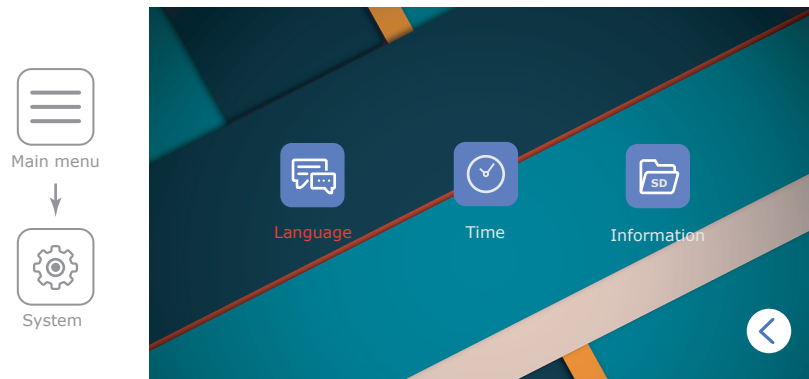 Main menu
System
SD
Language
Time
Information